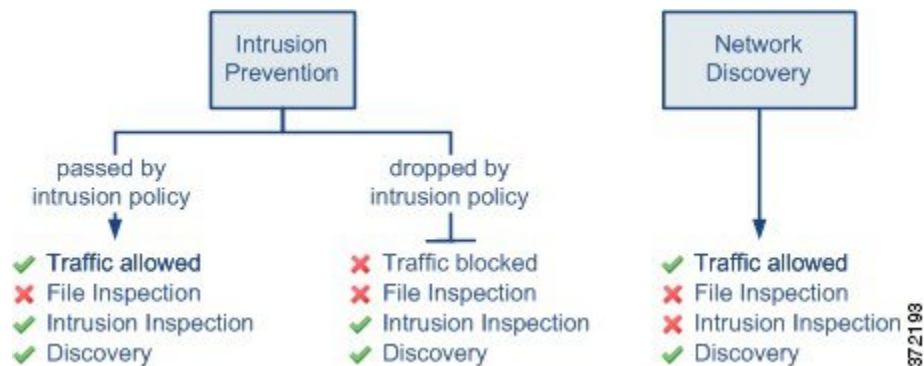 Intrusion
Prevention
Network
Discovery
passed by
intrusion policy
dropped by
intrusion policy
Traffic allowed
File Inspection
Intrusion Inspection
Discovery
Traffic blocked
File Inspection
Intrusion Inspection
Discovery
Traffic allowed
File Inspection
Intrusion Inspection
Discovery
372193